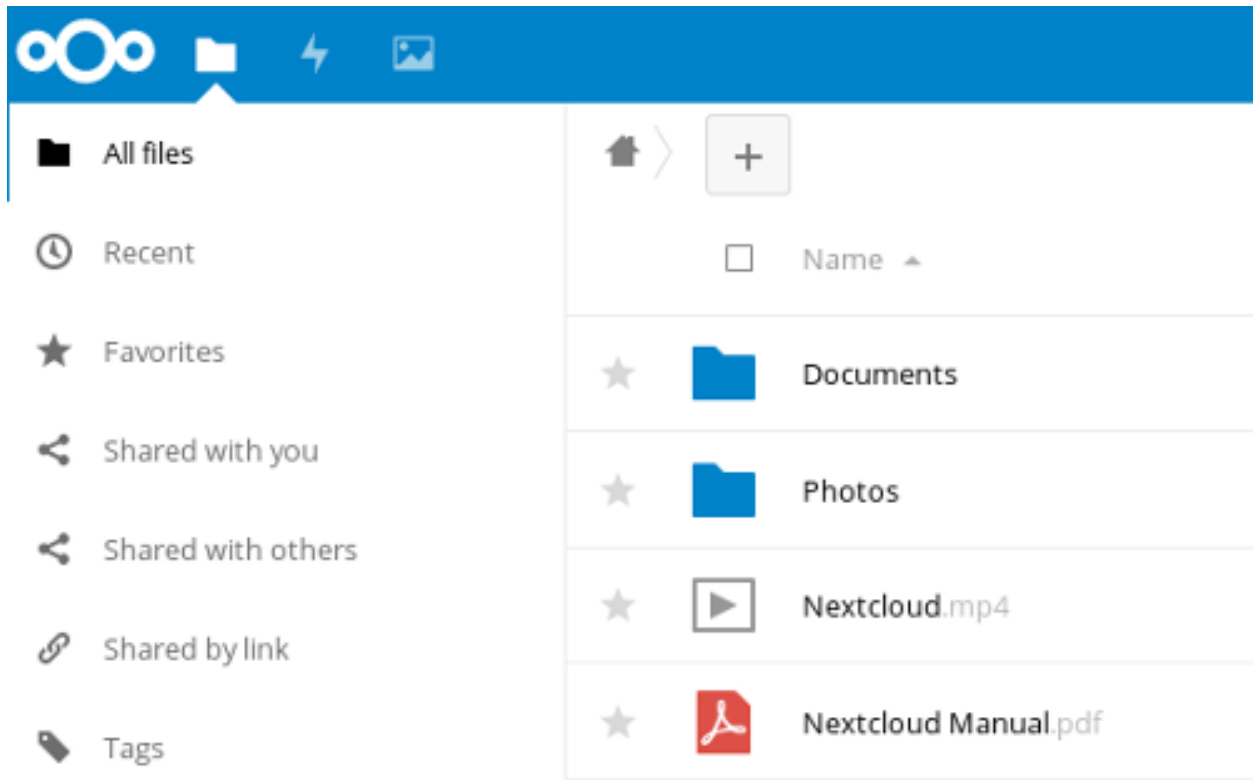 All files
Recent
Favorites
Shared with you
Shared with others
Shared by link
Tags
Name
Documents
Photos
Nextcloud.mp4
Nextcloud Manual.pdf